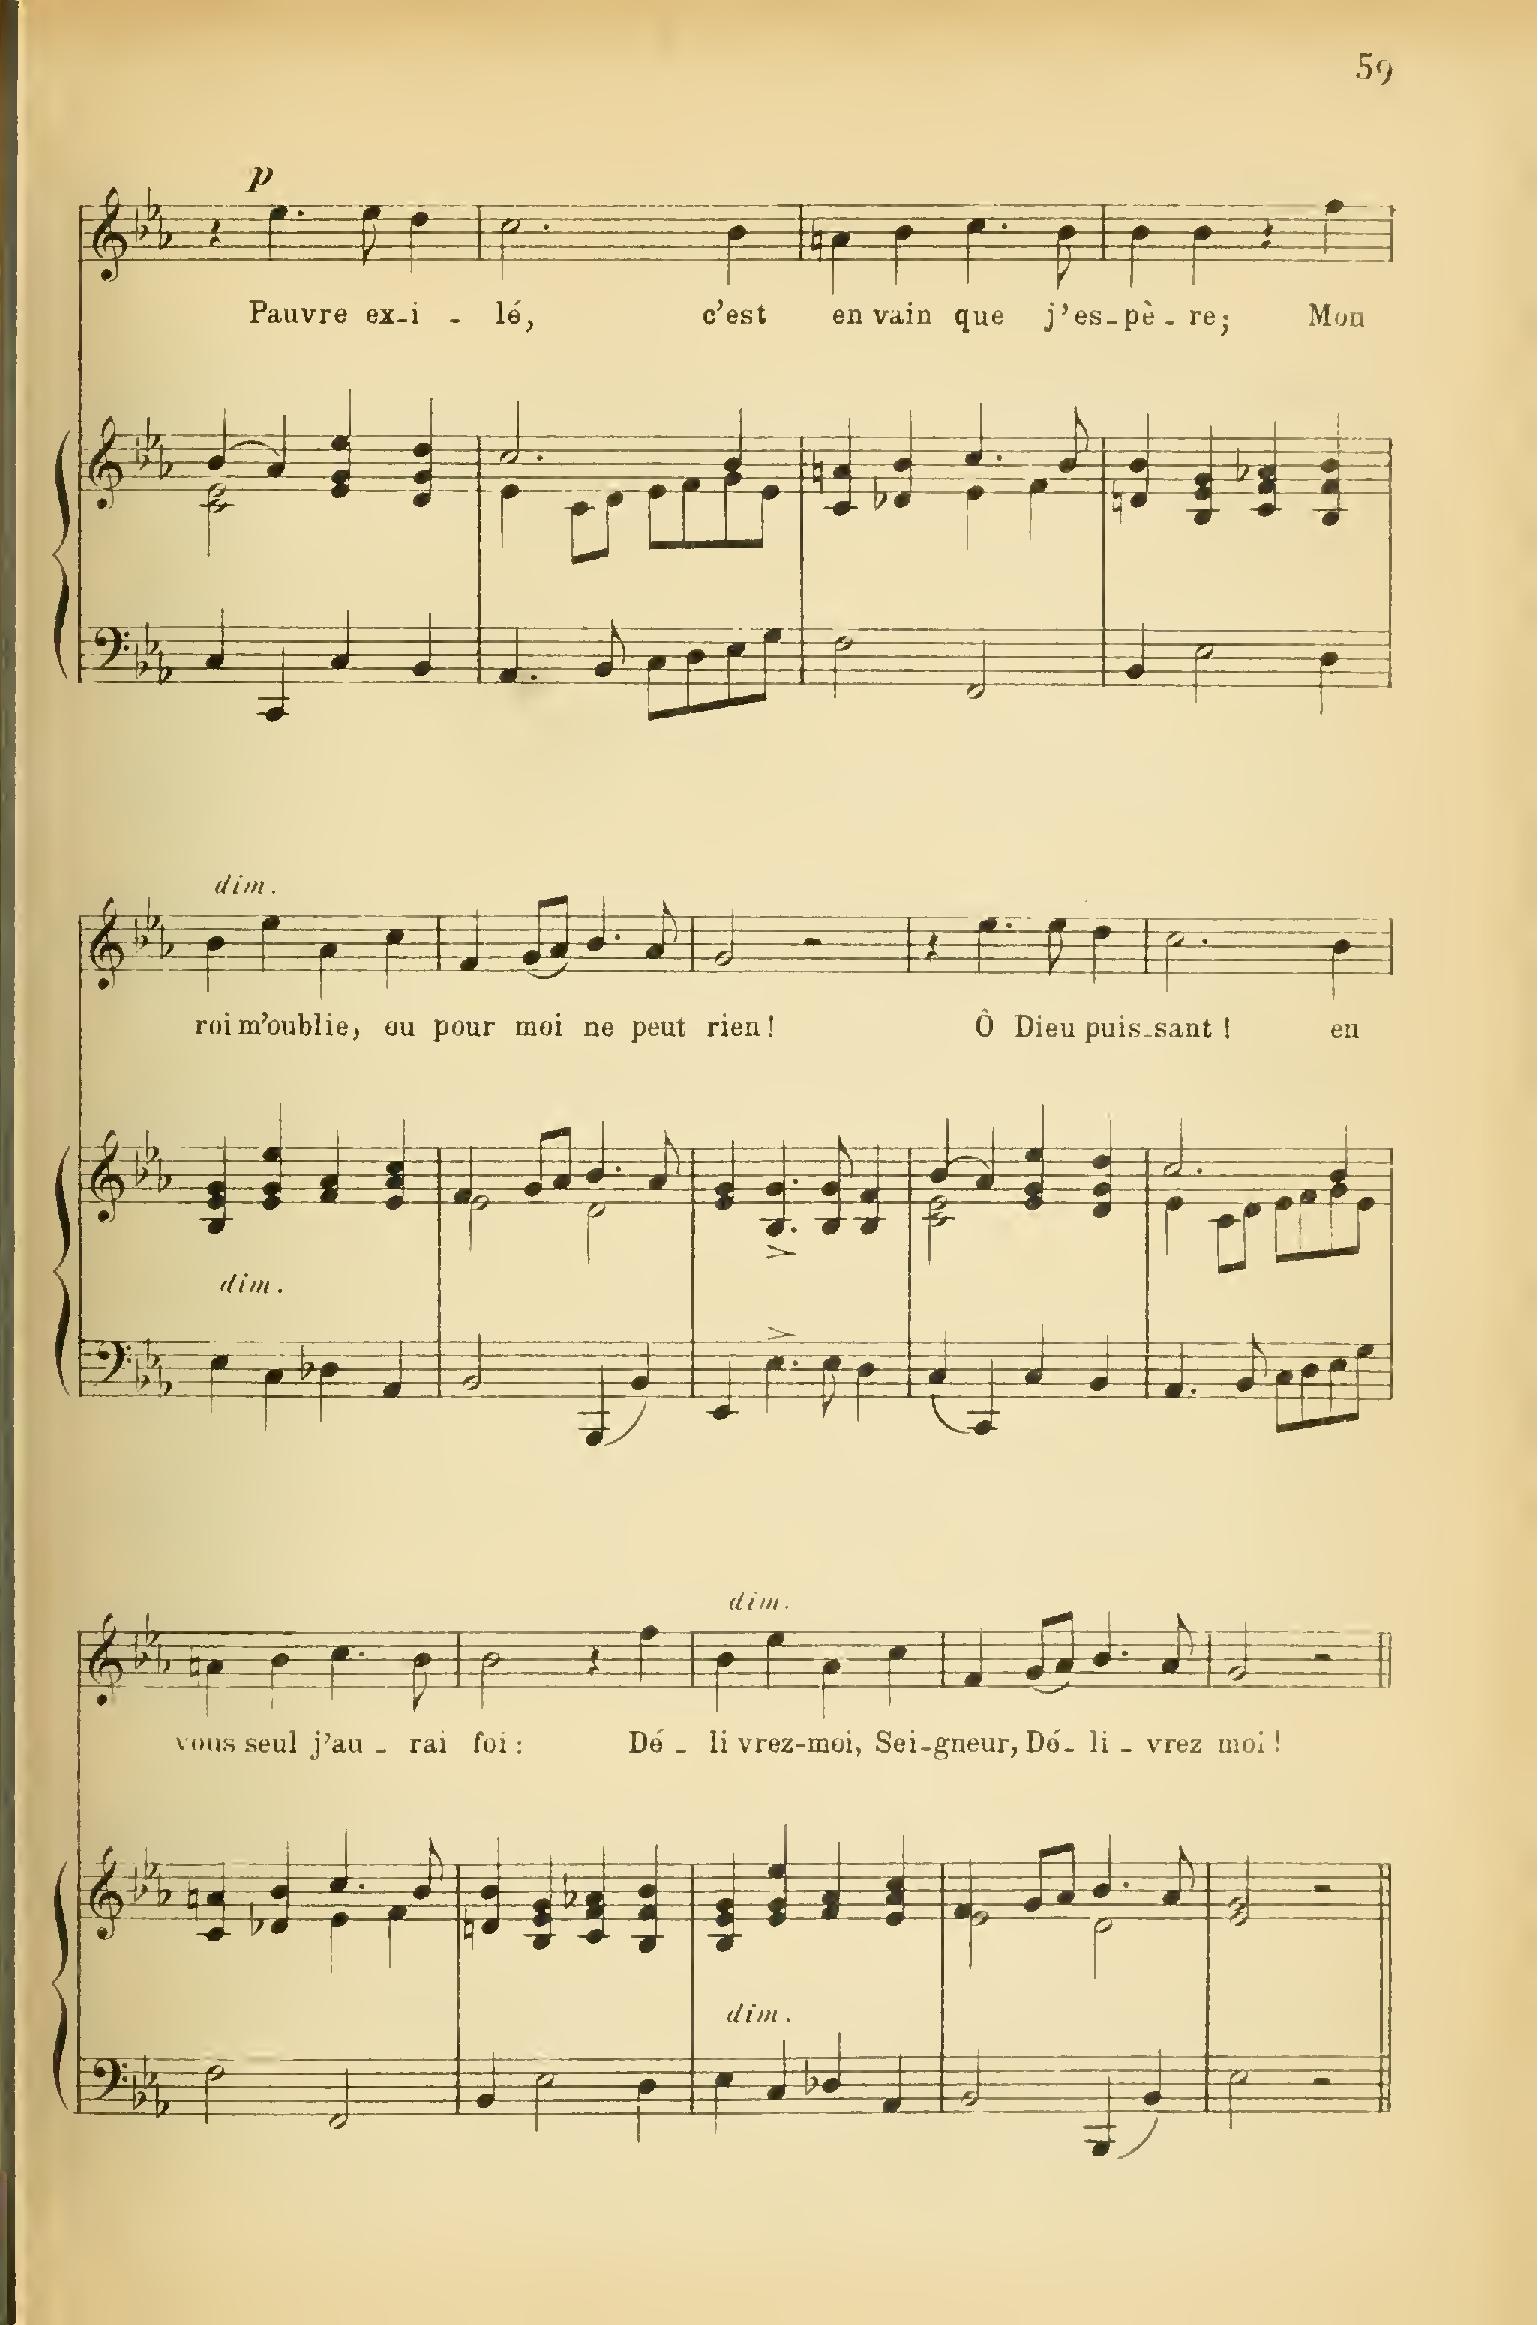 59
p
Pauvre ex-i - lé, c'est en vain que j'es-pè-re; Mon
dim.
roi m'oublie, ou pour moi ne peut rien! Ô Dieu puis-sant! en
dim.
dim.
vous seul j'au - rai foi: Dé - li vrez-moi, Sei-gneur, Dé- li - vrez moi!
dim.